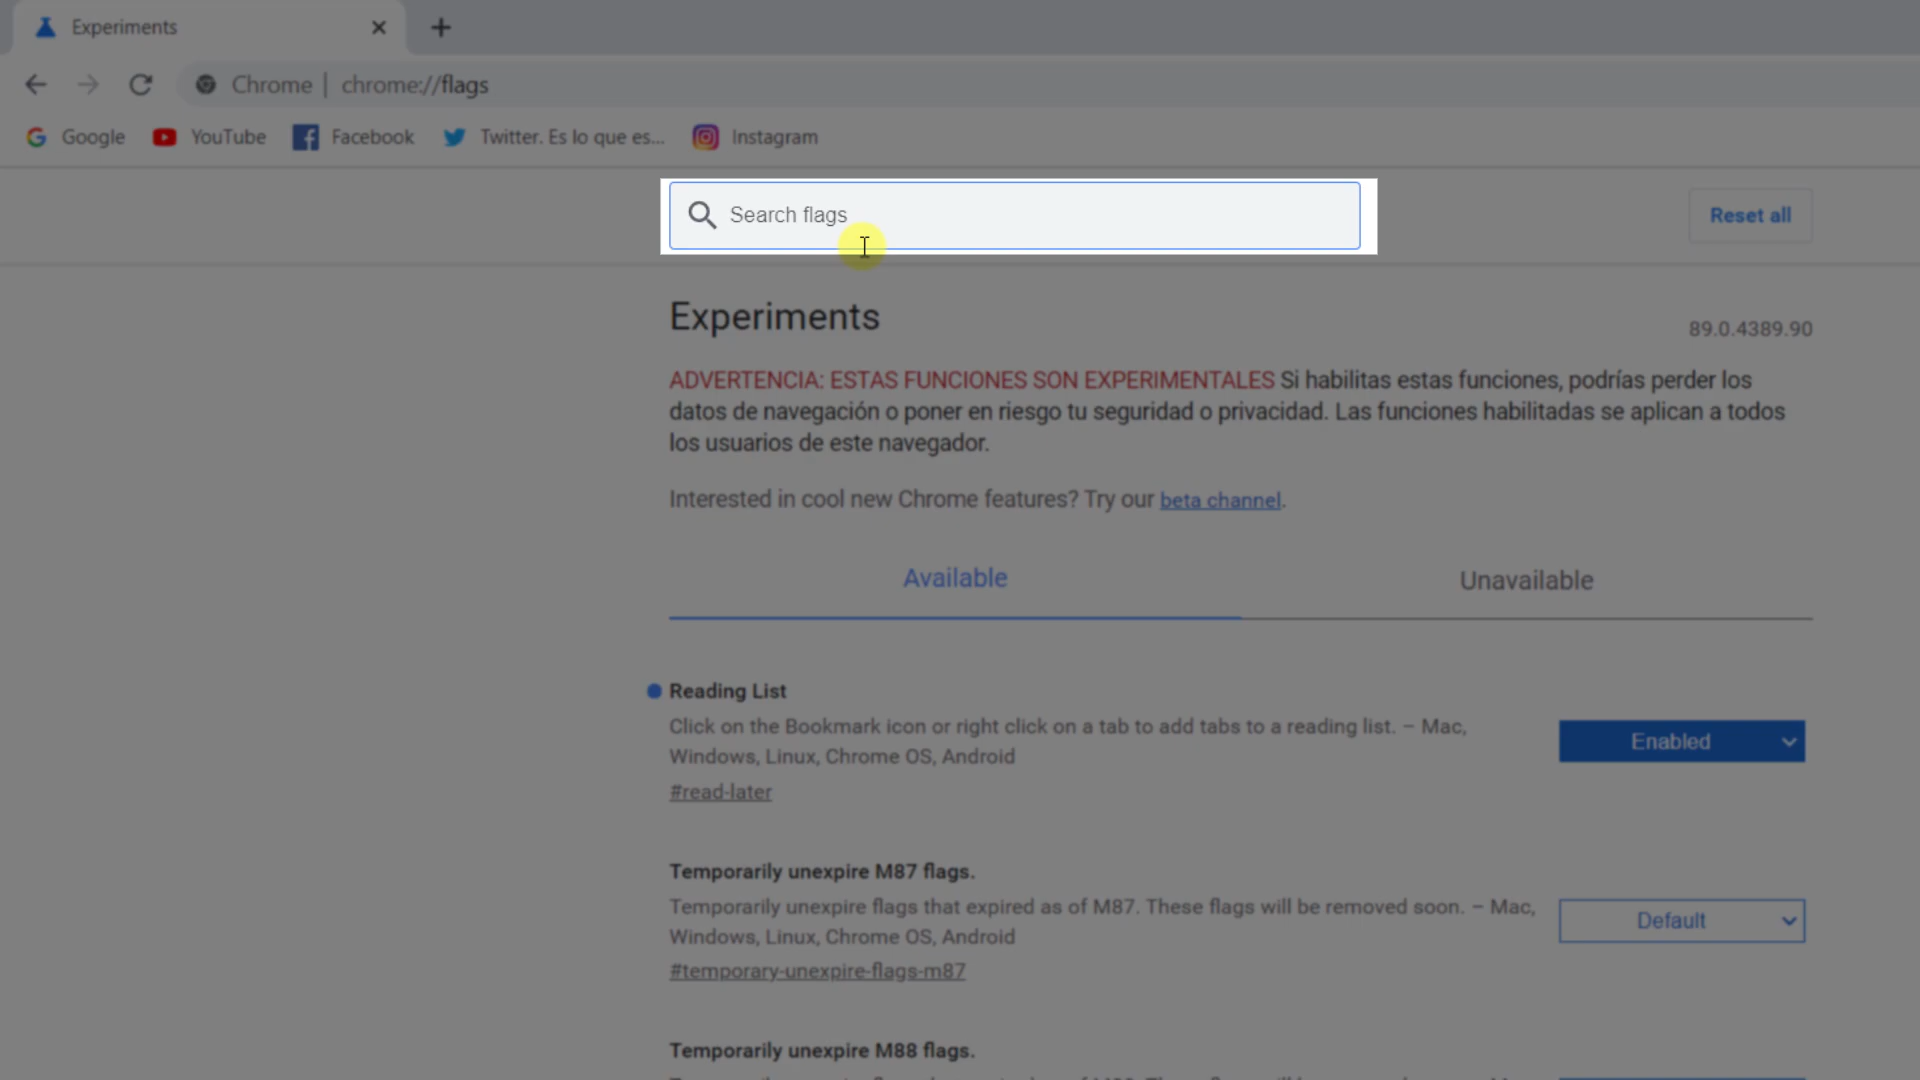 Experiments
Chrome | chrome://flags
Google YouTube Facebook Twitter. Es lo que es... Instagram
Search flags
Reset all
Experiments
89.0.4389.90
ADVERTENCIA: ESTAS FUNCIONES SON EXPERIMENTALES Si habilitas estas funciones, podrías perder los
datos de navegación o poner en riesgo tu seguridad o privacidad. Las funciones habilitadas se aplican a todos
los usuarios de este navegador.
Interested in cool new Chrome features? Try our beta channel.
Available Unavailable
Reading List
Click on the Bookmark icon or right click on a tab to add tabs to a reading list. – Mac,
Windows, Linux, Chrome OS, Android
Enabled
#read-later
Temporarily unexpire M87 flags.
Temporarily unexpire flags that expired as of M87. These flags will be removed soon. – Mac,
Windows, Linux, Chrome OS, Android
Default
#temporary-unexpire-flags-m87
Temporarily unexpire M88 flags.